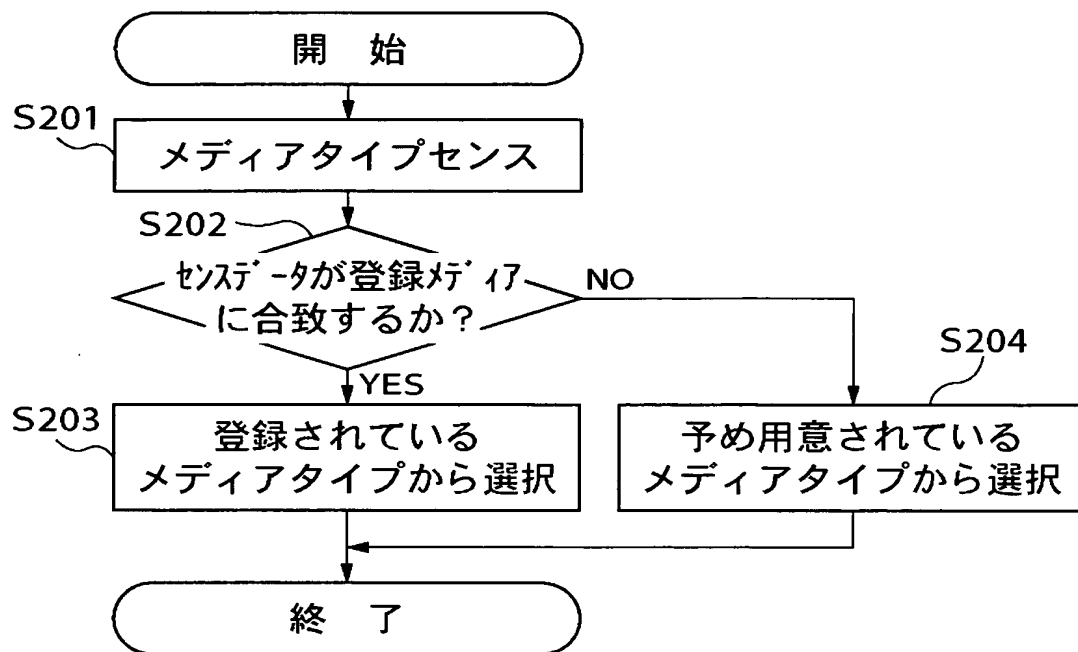 開 始
S201
メディアタイプセンス
S202
ｾﾝｽﾃﾞｰﾀが登録ﾒﾃﾞｨｱ
に合致するか？
NO
YES
S203
登録されている
メディアタイプから選択
S204
予め用意されている
メディアタイプから選択
終 了